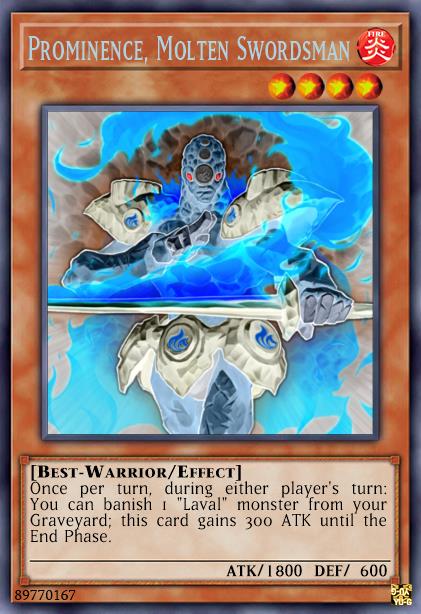 PROMINENCE, MOLTEN SWORDSMAN
FIRE
炎
[BEST-WARRIOR/EFFECT]
Once per turn, during either player's turn:
You can banish 1 "Laval" monster from your
Graveyard; this card gains 300 ATK until the
End Phase.
ATK/1800 DEF/ 600
89770167